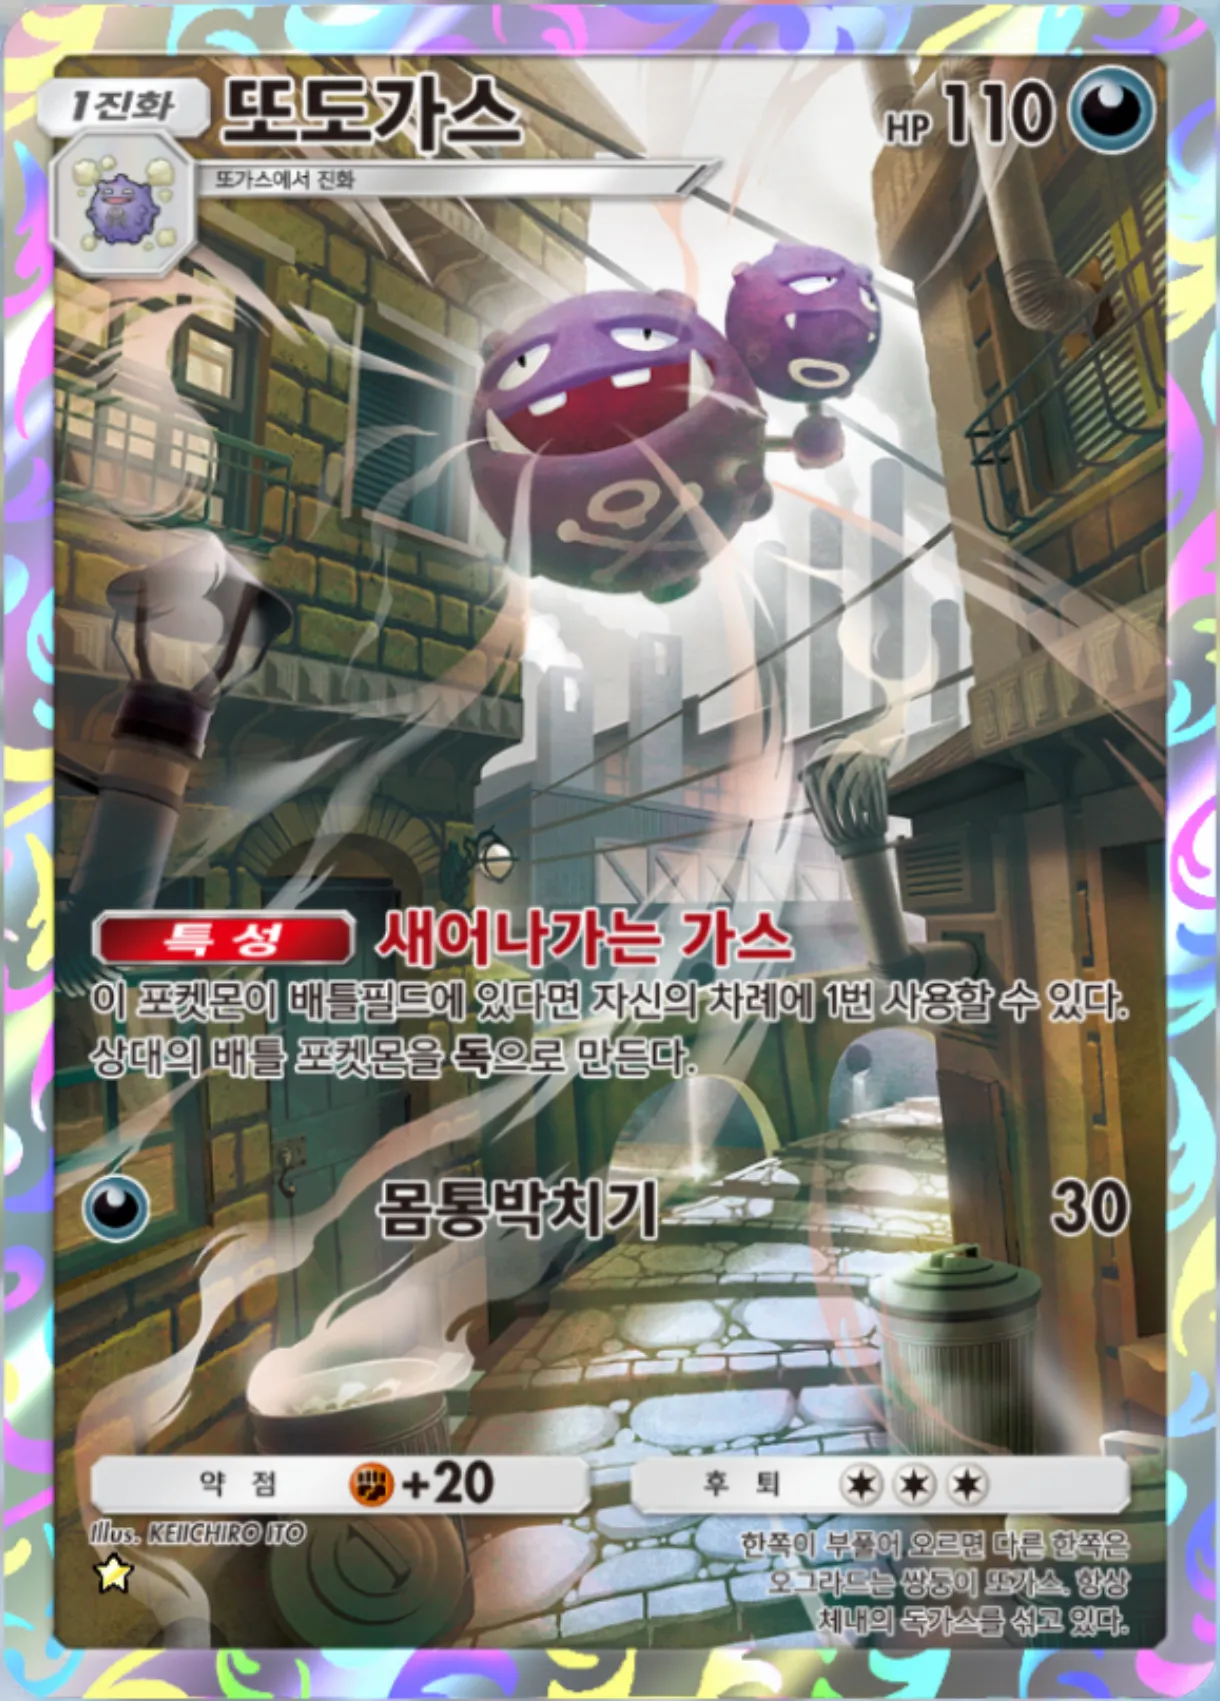 1진화
또도가스
HP 110
또가스에서 진화
특성 새어나가는 가스
이 포켓몬이 배틀필드에 있다면 자신의 차례에 1번 사용할 수 있다.
상대의 배틀 포켓몬을 독으로 만든다.
몸통박치기 30
약점 +20
후퇴
Illus. KEIICHIRO ITO
한쪽이 부풀어 오르면 다른 한쪽은
오그라드는 쌍둥이 또가스. 항상
체내의 독가스를 섞고 있다.